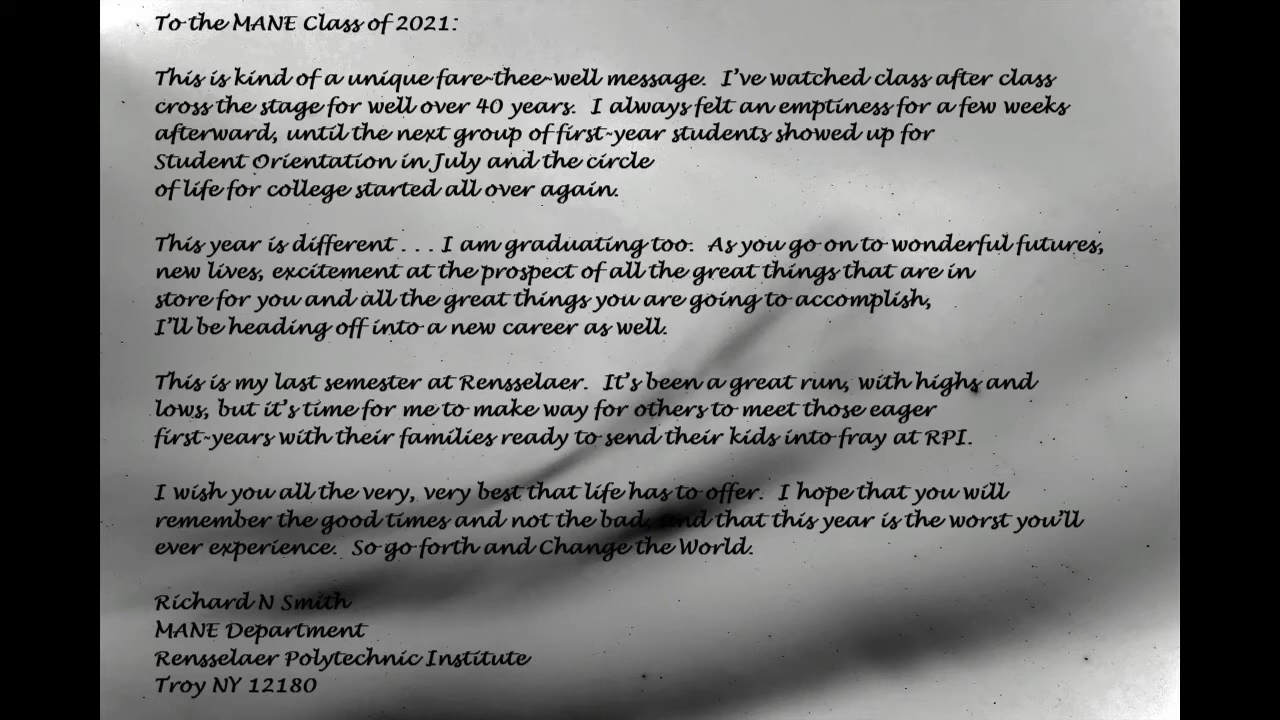 To the MANE Class of 2021:
This is kind of a unique fare-thee-well message. I've watched class after class
cross the stage for well over 40 years. I always felt an emptiness for a few weeks
afterward, until the next group of first-year students showed up for
Student Orientation in July and the circle
of life for college started all over again.
This year is different . . . I am graduating too. As you go on to wonderful futures,
new lives, excitement at the prospect of all the great things that are in
store for you and all the great things you are going to accomplish,
I'll be heading off into a new career as well.
This is my last semester at Rensselaer. It's been a great run, with highs and
lows, but it's time for me to make way for others to meet those eager
first-years with their families ready to send their kids into fray at RPI.
I wish you all the very, very best that life has to offer. I hope that you will
remember the good times and not the bad, and that this year is the worst you'll
ever experience. So go forth and Change the World.
Richard N Smith
MANE Department
Rensselaer Polytechnic Institute
Troy NY 12180